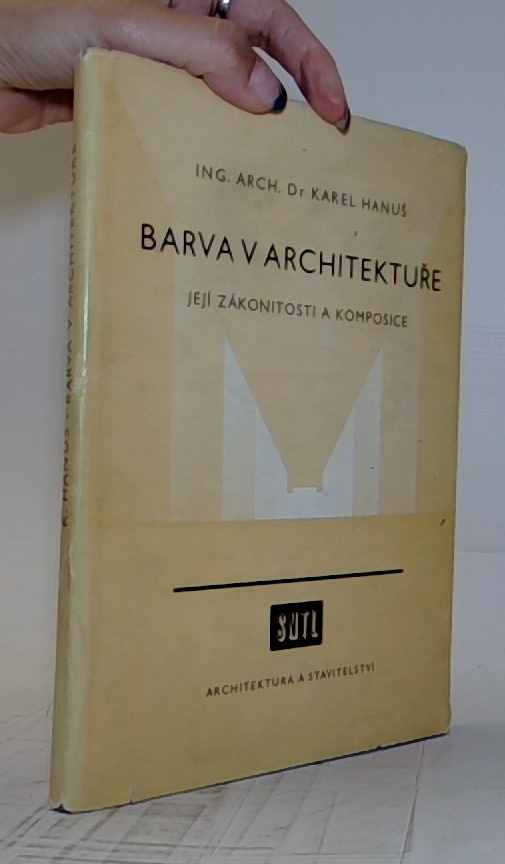 ING. ARCH. Dr KAREL HANUŠ
BARVA V ARCHITEKTUŘE
JEJÍ ZÁKONITOSTI A KOMPOSICE
SNTL
ARCHITEKTURA A STAVITELSTVÍ
K. HANUŠ · BARVA V ARCHITEKTUŘE